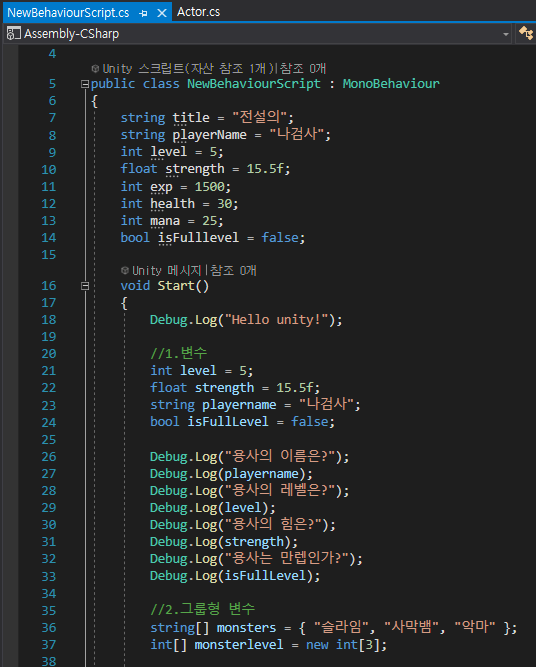 NewBehaviourScript.cs Actor.cs
Assembly-CSharp
4
Unity 스크립트(자산 참조 1개)|참조 0개
5 public class NewBehaviourScript : MonoBehaviour
6 {
7 string title = "전설의";
8 string playerName = "나검사";
9 int level = 5;
10 float strength = 15.5f;
11 int exp = 1500;
12 int health = 30;
13 int mana = 25;
14 bool isFulllevel = false;
15
Unity 메시지|참조 0개
16 void Start()
17 {
18 Debug.Log("Hello unity!");
19
20 //1.변수
21 int level = 5;
22 float strength = 15.5f;
23 string playername = "나검사";
24 bool isFullLevel = false;
25
26 Debug.Log("용사의 이름은?");
27 Debug.Log(playername);
28 Debug.Log("용사의 레벨은?");
29 Debug.Log(level);
30 Debug.Log("용사의 힘은?");
31 Debug.Log(strength);
32 Debug.Log("용사는 만렙인가?");
33 Debug.Log(isFullLevel);
34
35 //2.그룹형 변수
36 string[] monsters = { "슬라임", "사막뱀", "악마" };
37 int[] monsterlevel = new int[3];
38